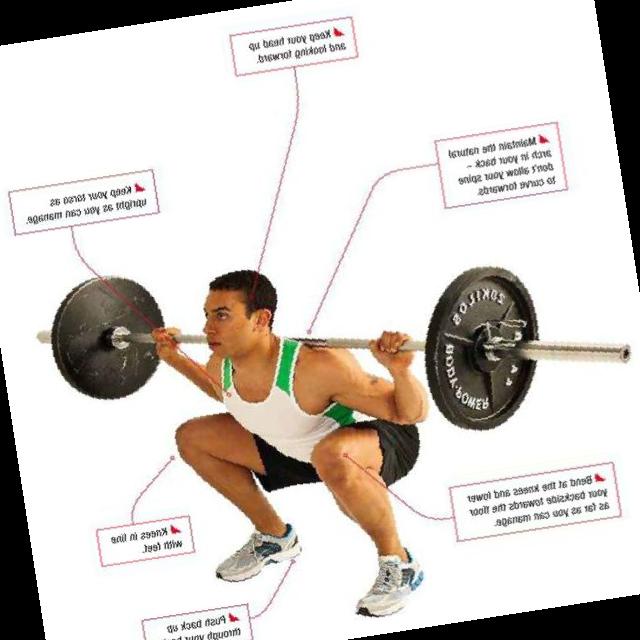 Keep your head up
and looking forward.
Maintain the natural
arch in your back –
don't allow your spine
to curve forwards.
Keep your torso as
upright as you can manage.
20KILOS
BODY POWER
Bend at the knees and lower
your backside towards the floor
as far as you can manage.
Knees in line
with feet.
Push back up
through your